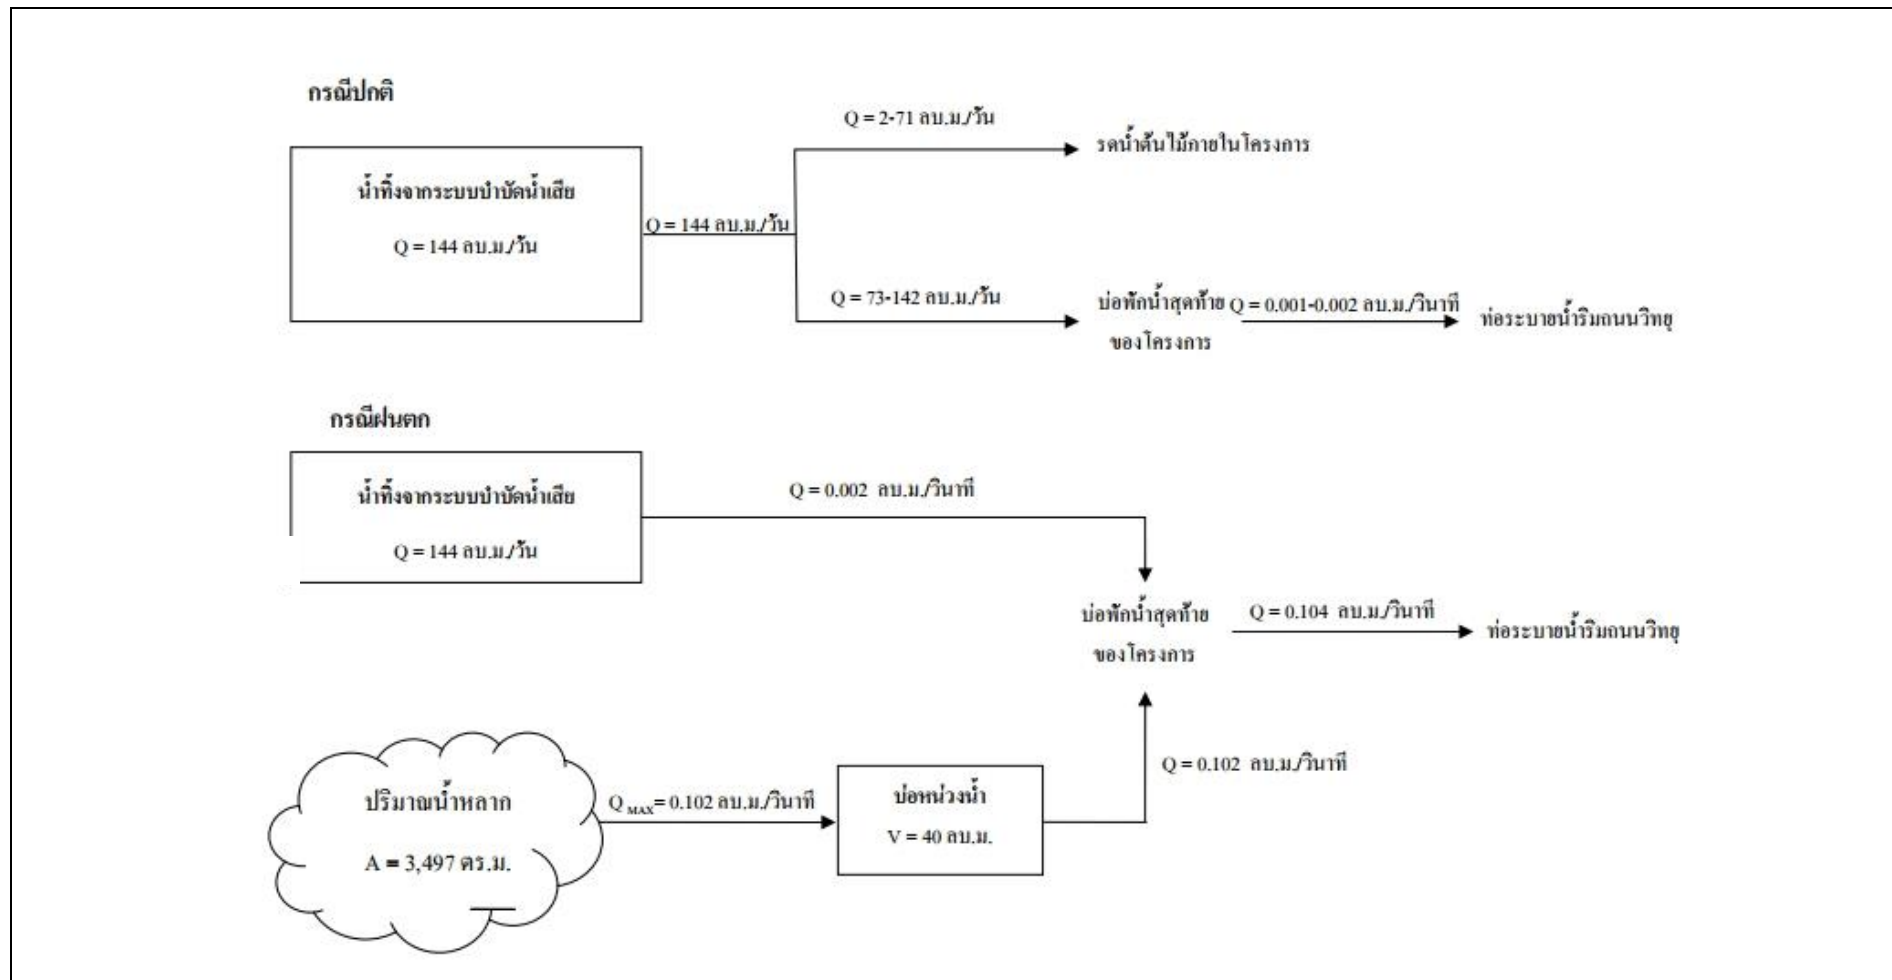 กรณีปกติ
Q = 2-71 ลบ.ม./วัน
รดน้ำต้นไม้ภายในโครงการ
น้ำทิ้งจากระบบบำบัดน้ำเสีย
Q = 144 ลบ.ม./วัน
Q = 144 ลบ.ม./วัน
Q = 73-142 ลบ.ม./วัน
บ่อพักน้ำสุดท้าย
ของโครงการ
Q = 0.001-0.002 ลบ.ม./วินาที
ท่อระบายน้ำริมถนนวิทยุ
กรณีฝนตก
น้ำทิ้งจากระบบบำบัดน้ำเสีย
Q = 144 ลบ.ม./วัน
Q = 0.002 ลบ.ม./วินาที
บ่อพักน้ำสุดท้าย
ของโครงการ
Q = 0.104 ลบ.ม./วินาที
ท่อระบายน้ำริมถนนวิทยุ
ปริมาณน้ำหลาก
A = 3,497 ตร.ม.
Q MAX= 0.102 ลบ.ม./วินาที
บ่อหน่วงน้ำ
V = 40 ลบ.ม.
Q = 0.102 ลบ.ม./วินาที